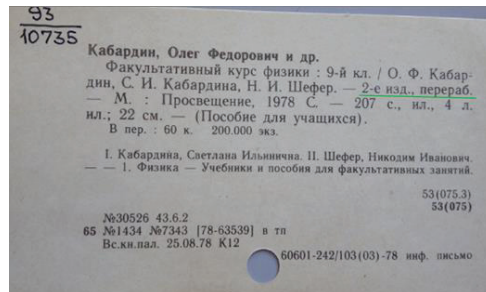 93
10735
Кабардин, Олег Федорович и др.
Факультативный курс физики : 9-й кл. / О. Ф. Кабар-
дин, С. И. Кабардина, Н. И. Шефер. — 2-е изд., перераб.
— М. : Просвещение, 1978 С. — 207 с., ил., 4 л.
ил.; 22 см. — (Пособие для учащихся).
В пер. : 60 к. 200.000 экз.
I. Кабардина, Светлана Ильинична. II. Шефер, Никодим Иванович.
— — 1. Физика — Учебники и пособия для факультативных занятий.
53(075.3)
53(075)
№30526 43.6.2
65 №1434 №7343 [78-63539] в тп
Вс.кн.пал. 25.08.78 К12
60601-242/103(03)-78 инф. письмо